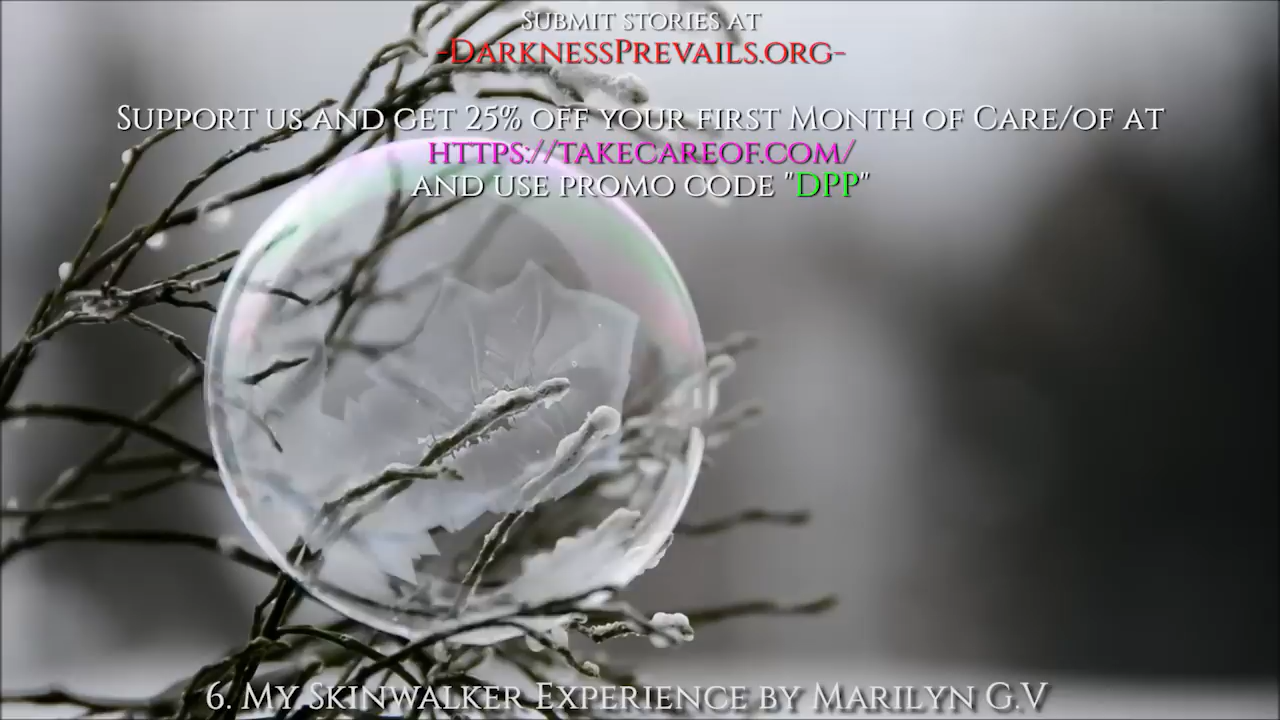 Submit stories at
-DarknessPrevails.org-
Support us and get 25% off your first Month of Care/of at
https://takecareof.com/
and use promo code "DPP"
6. My Skinwalker Experience by Marilyn G.V